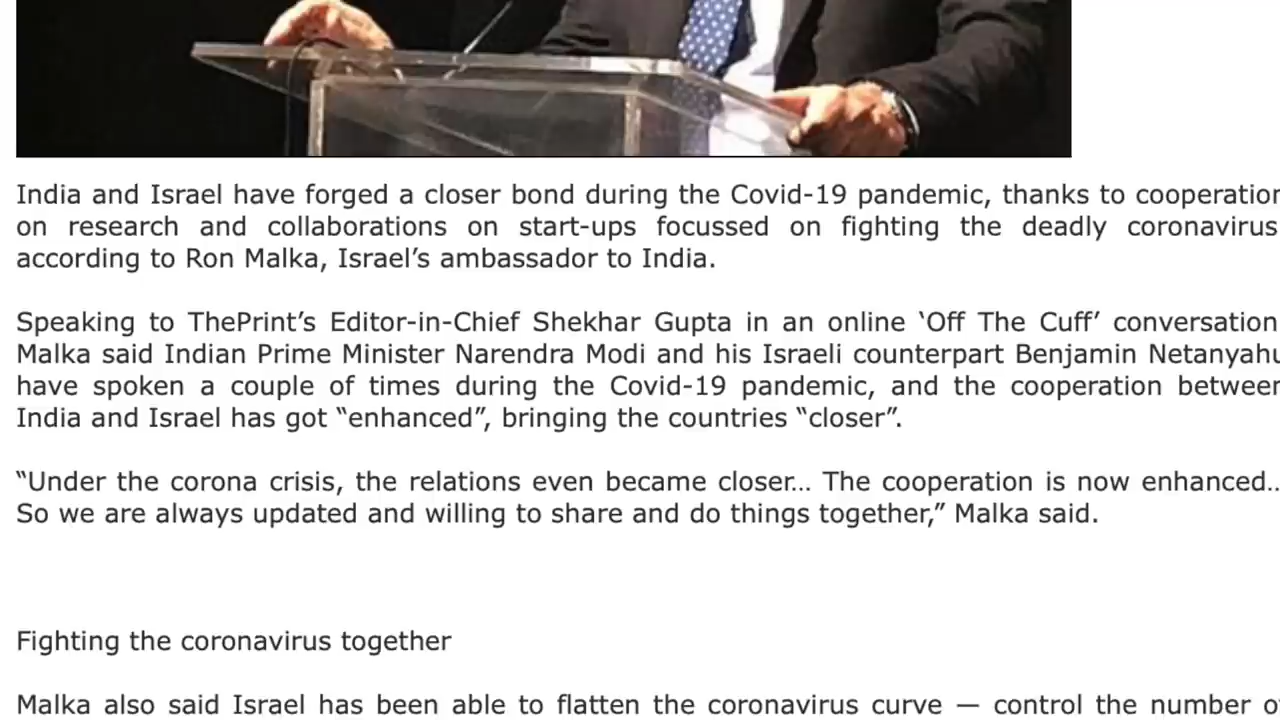 India and Israel have forged a closer bond during the Covid-19 pandemic, thanks to cooperation
on research and collaborations on start-ups focussed on fighting the deadly coronavirus
according to Ron Malka, Israel’s ambassador to India.
Speaking to ThePrint’s Editor-in-Chief Shekhar Gupta in an online ‘Off The Cuff’ conversation
Malka said Indian Prime Minister Narendra Modi and his Israeli counterpart Benjamin Netanyahu
have spoken a couple of times during the Covid-19 pandemic, and the cooperation between
India and Israel has got “enhanced”, bringing the countries “closer”.
“Under the corona crisis, the relations even became closer… The cooperation is now enhanced..
So we are always updated and willing to share and do things together,” Malka said.
Fighting the coronavirus together
Malka also said Israel has been able to flatten the coronavirus curve — control the number of